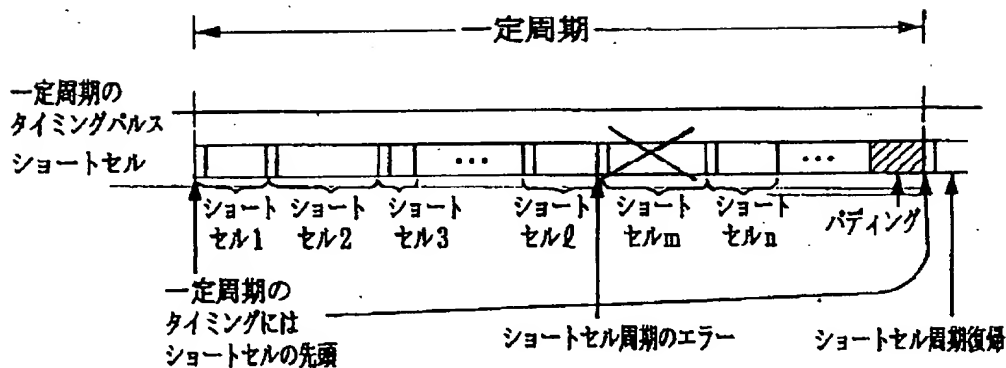 一定周期
一定周期の
タイミングパルス
ショートセル
...
...
ショート
セル1
ショート
セル2
ショート
セル3
ショート
セルℓ
ショート
セルm
ショート
セルn
パディング
一定周期の
タイミングには
ショートセルの先頭
ショートセル周期のエラー
ショートセル周期復帰